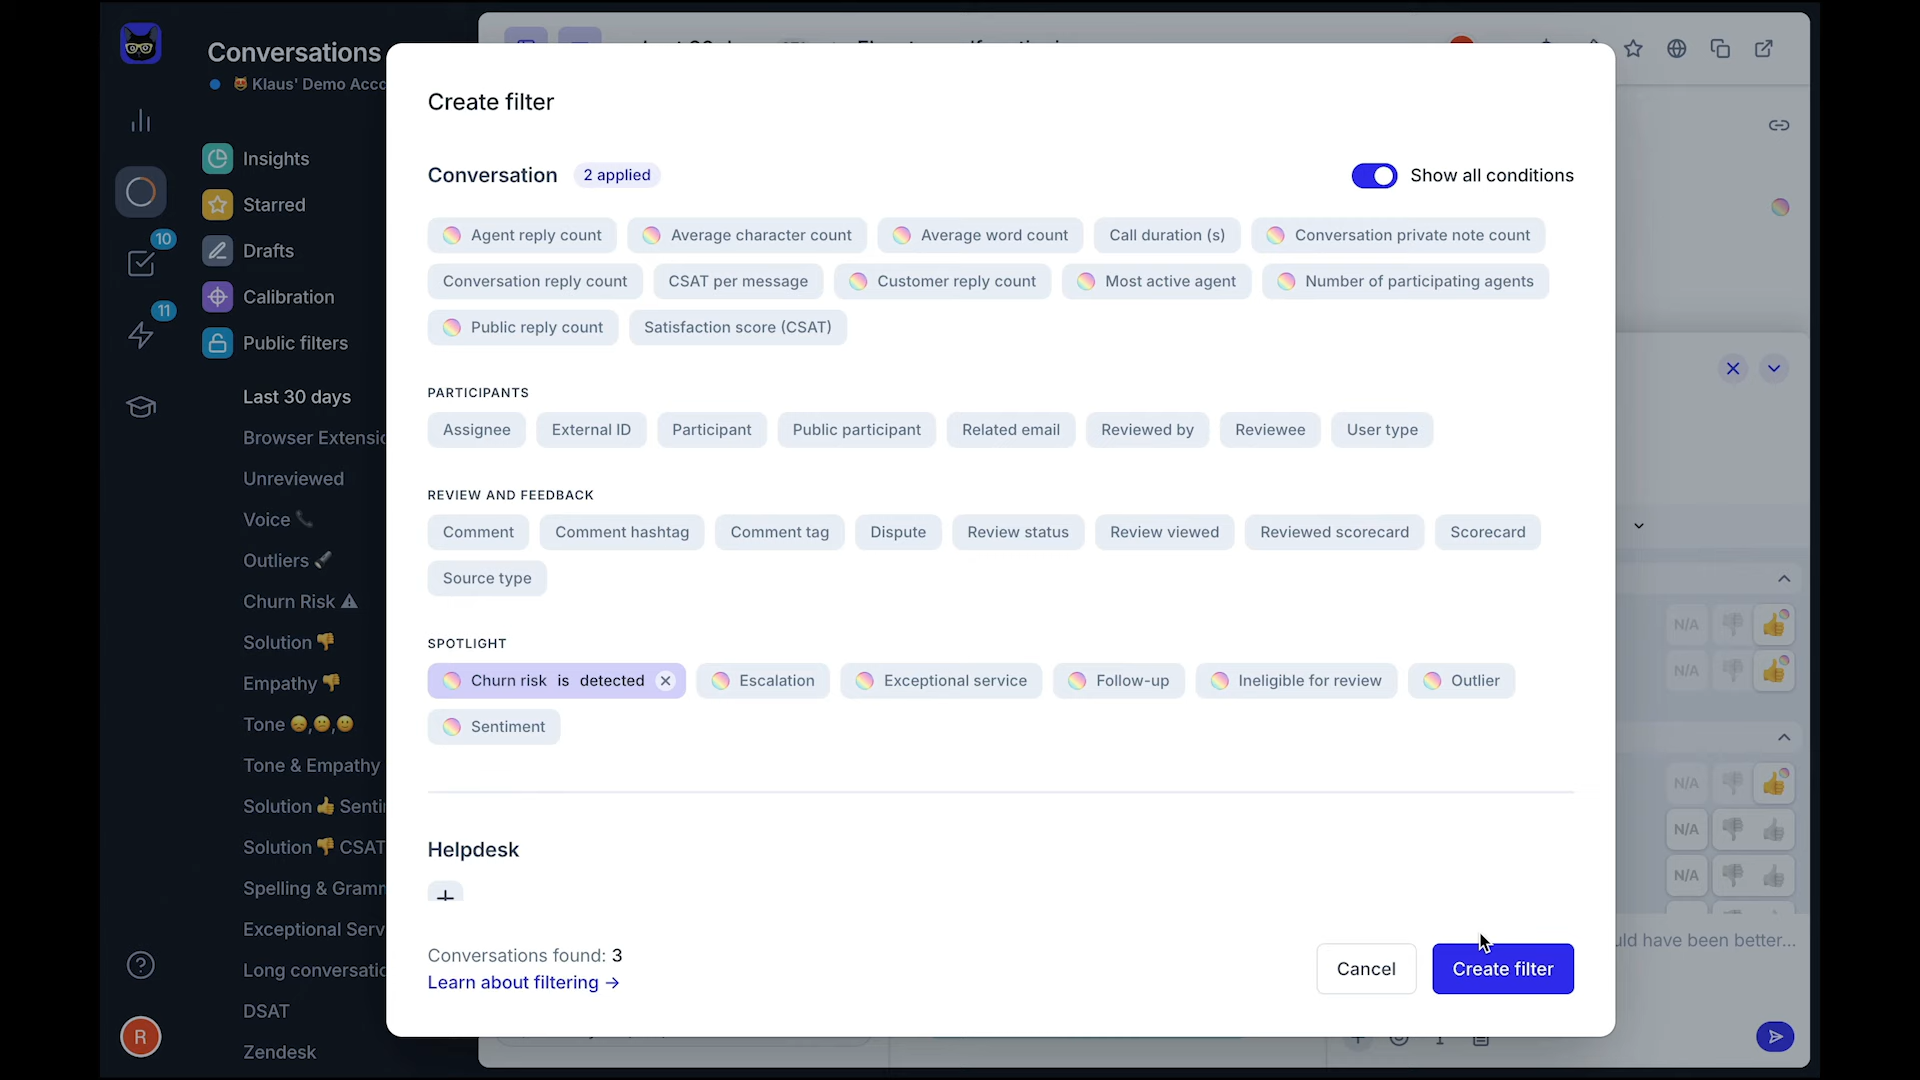 Conversations
Klaus' Demo Acco
Insights
Starred
Drafts
Calibration
Public filters
10
11
Last 30 days
Browser Extensio
Unreviewed
Voice
Outliers
Churn Risk
Solution
Empathy
Tone
Tone & Empathy
Solution 👍 Senti
Solution 👎 CSAT
Spelling & Gramm
Exceptional Serv
Long conversatio
DSAT
Zendesk
R
Create filter
Conversation 2 applied
Show all conditions
Agent reply count Average character count Average word count Call duration (s) Conversation private note count
Conversation reply count CSAT per message Customer reply count Most active agent Number of participating agents
Public reply count Satisfaction score (CSAT)
PARTICIPANTS
Assignee External ID Participant Public participant Related email Reviewed by Reviewee User type
REVIEW AND FEEDBACK
Comment Comment hashtag Comment tag Dispute Review status Review viewed Reviewed scorecard Scorecard
Source type
SPOTLIGHT
Churn risk is detected Escalation Exceptional service Follow-up Ineligible for review Outlier
Sentiment
Helpdesk
Conversations found: 3
Learn about filtering →
Cancel
Create filter
N/A
N/A
N/A
N/A
N/A
uld have been better...